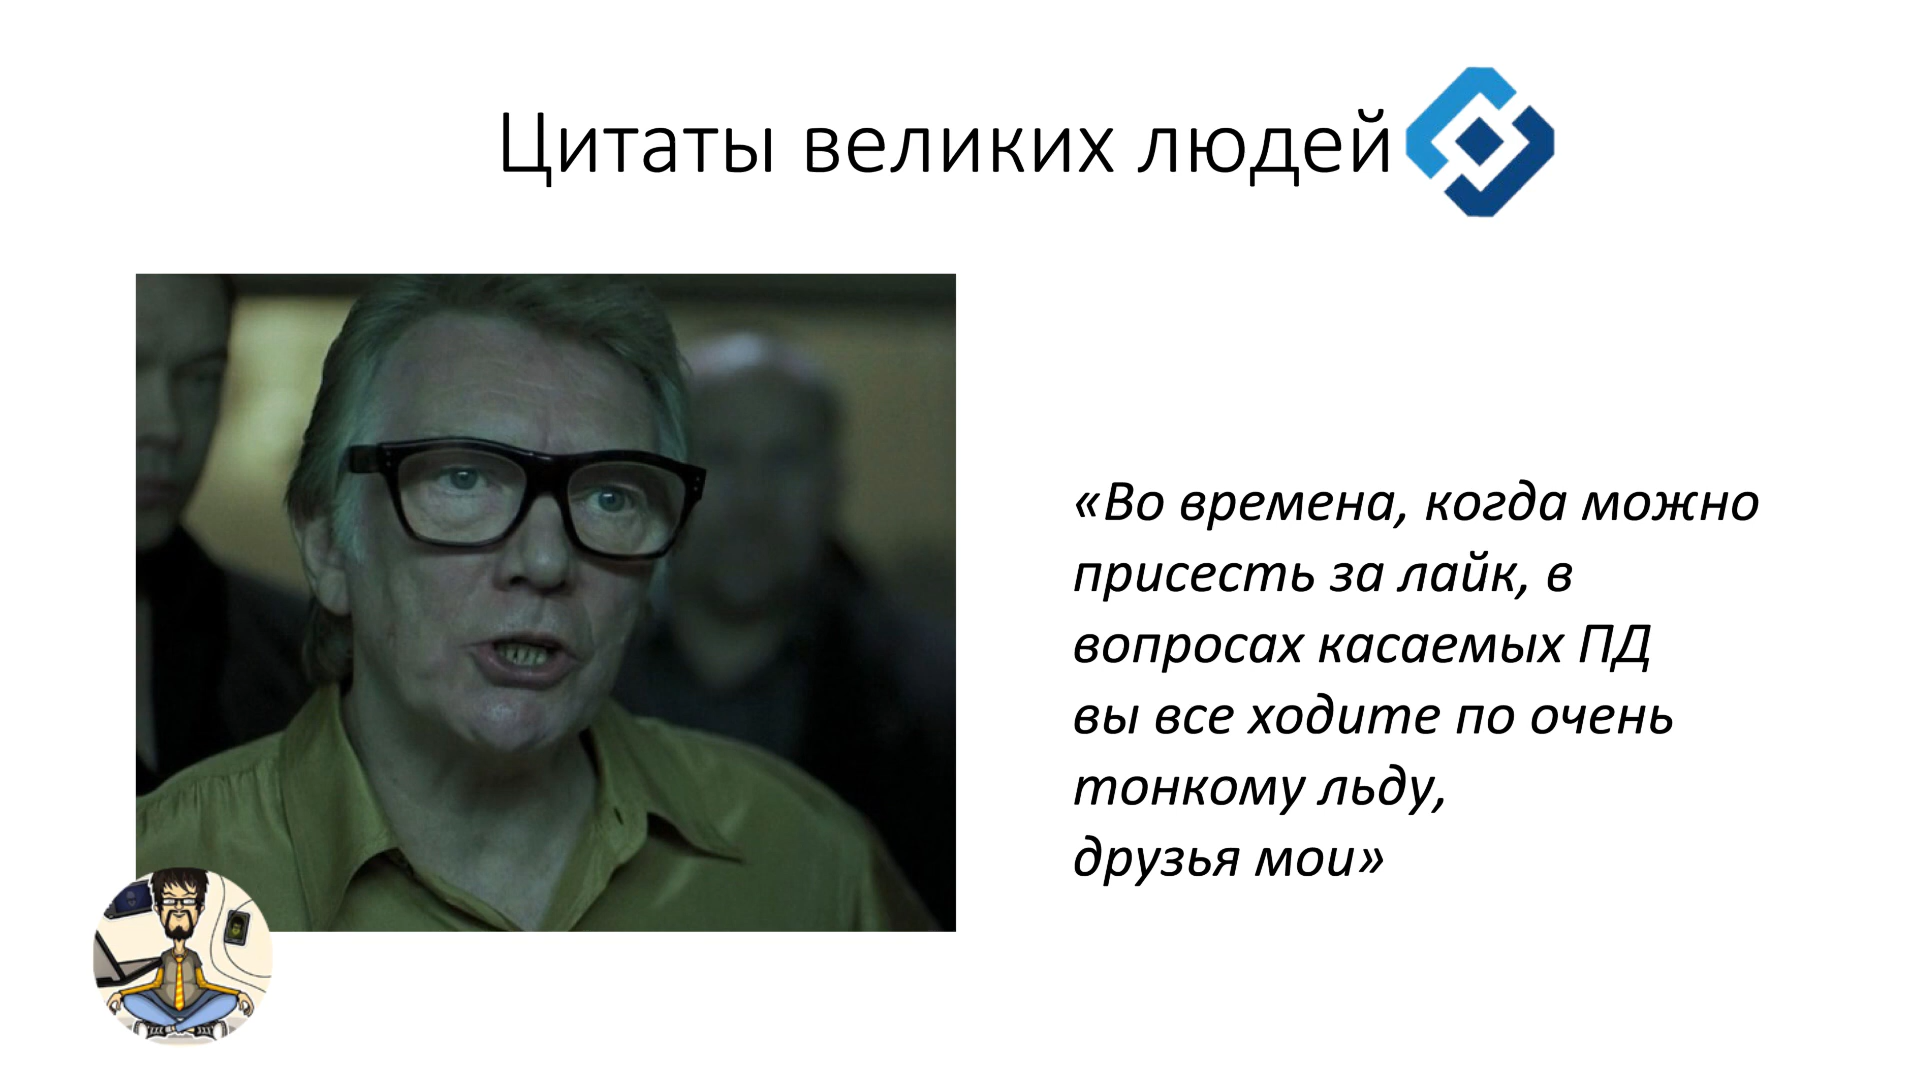 Цитаты великих людей
«Во времена, когда можно
присесть за лайк, в
вопросах касаемых ПД
вы все ходите по очень
тонкому льду,
друзья мои»